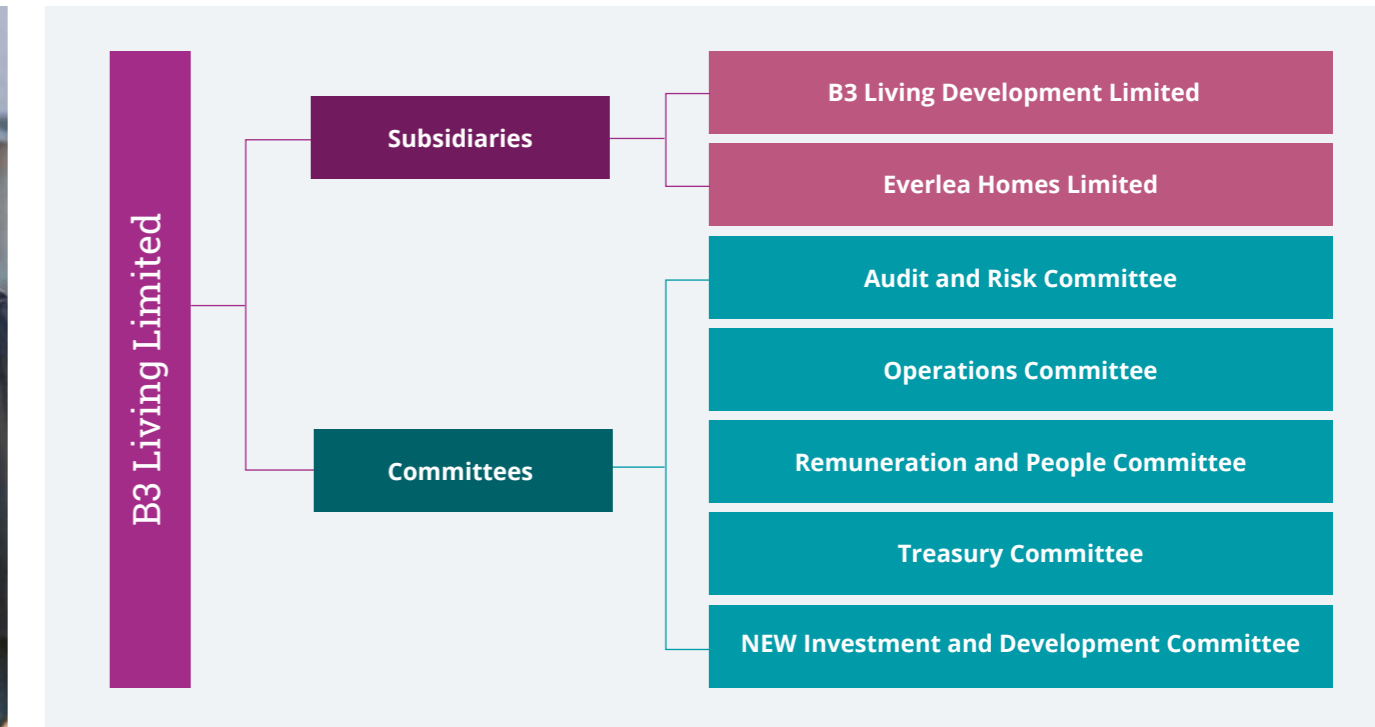 B3 Living Limited
Subsidiaries
B3 Living Development Limited
Everlea Homes Limited
Committees
Audit and Risk Committee
Operations Committee
Remuneration and People Committee
Treasury Committee
NEW Investment and Development Committee